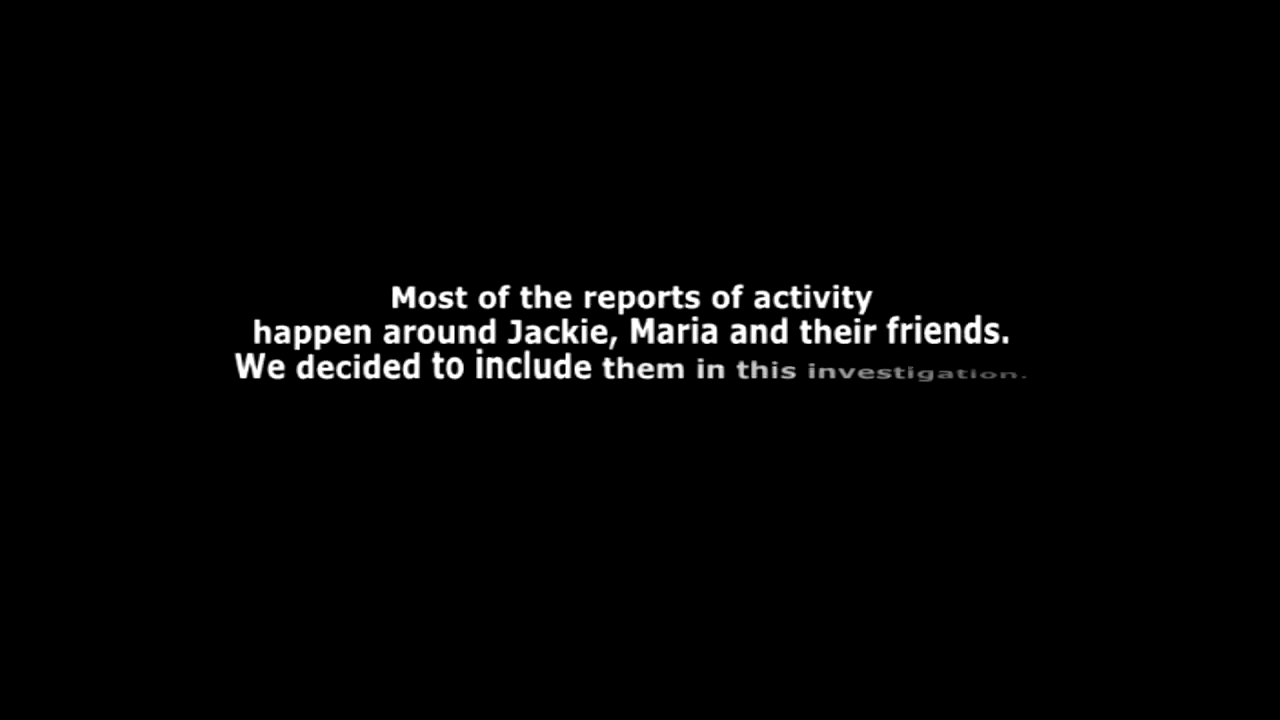 Most of the reports of activity
happen around Jackie, Maria and their friends.
We decided to include them in this investigation.